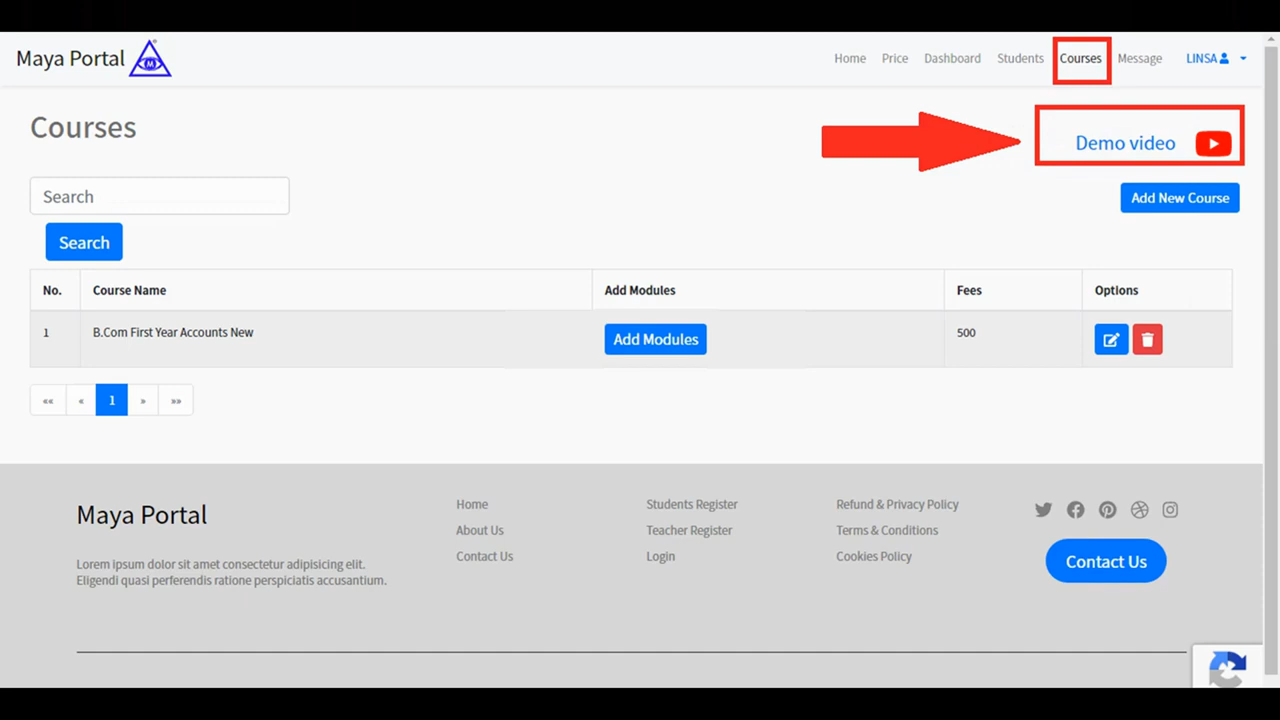 Maya Portal
Home Price Dashboard Students Courses Message LINSA
Courses
Demo video
Search
Add New Course
Search
No. Course Name Add Modules Fees Options
1 B.Com First Year Accounts New Add Modules 500
«« « 1 » »»
Maya Portal
Lorem ipsum dolor sit amet consectetur adipisicing elit.
Eligendi quasi perferendis ratione perspiciatis accusantium.
Home
About Us
Contact Us
Students Register
Teacher Register
Login
Refund & Privacy Policy
Terms & Conditions
Cookies Policy
Contact Us